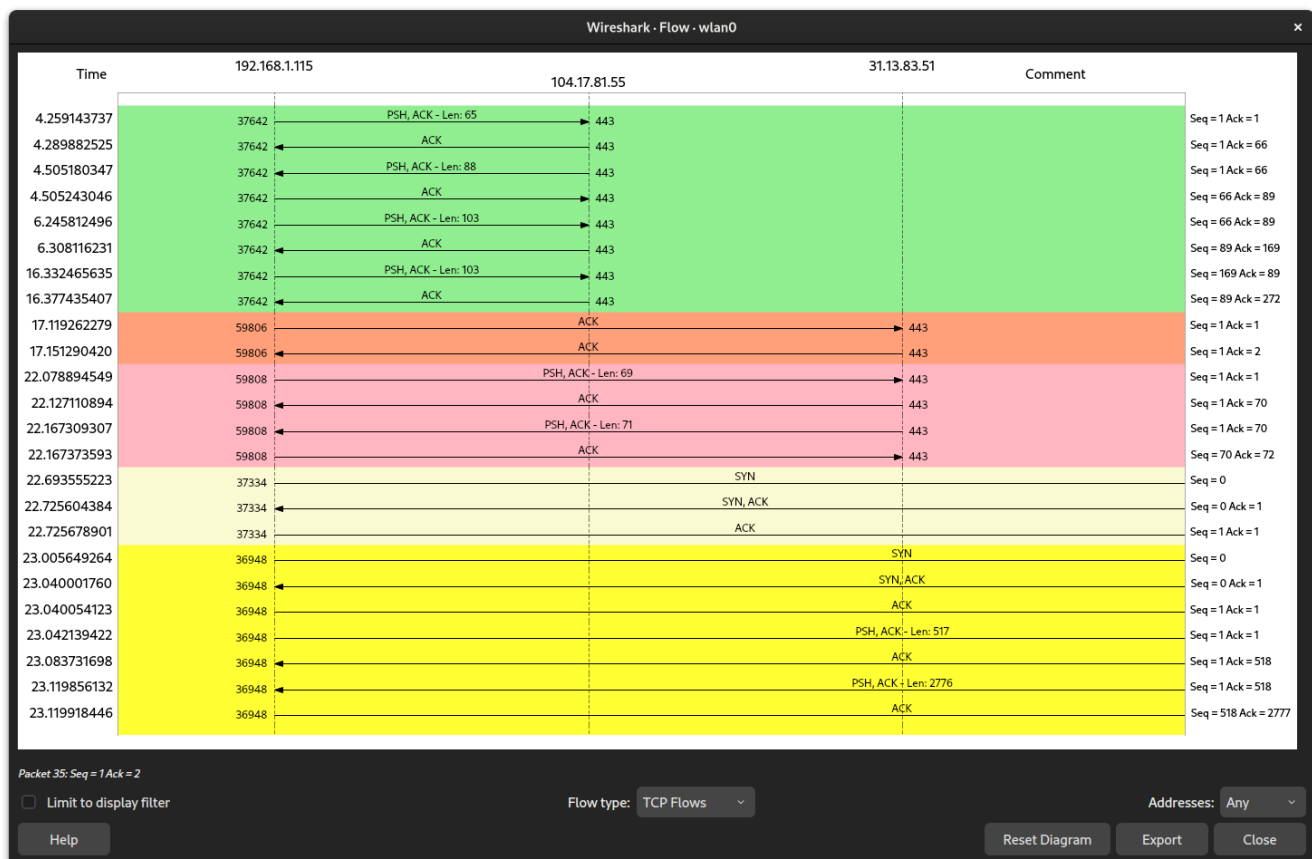 Wireshark · Flow · wlan0
×
Time 192.168.1.115 104.17.81.55 31.13.83.51 Comment
4.259143737 37642 PSH, ACK - Len: 65 443 Seq = 1 Ack = 1
4.289882525 37642 ACK 443 Seq = 1 Ack = 66
4.505180347 37642 PSH, ACK - Len: 88 443 Seq = 1 Ack = 66
4.505243046 37642 ACK 443 Seq = 66 Ack = 89
6.245812496 37642 PSH, ACK - Len: 103 443 Seq = 66 Ack = 89
6.308116231 37642 ACK 443 Seq = 89 Ack = 169
16.332465635 37642 PSH, ACK - Len: 103 443 Seq = 169 Ack = 89
16.377435407 37642 ACK 443 Seq = 89 Ack = 272
17.119262279 59806 ACK 443 Seq = 1 Ack = 1
17.151290420 59806 ACK 443 Seq = 1 Ack = 2
22.078894549 59808 PSH, ACK - Len: 69 443 Seq = 1 Ack = 1
22.127110894 59808 ACK 443 Seq = 1 Ack = 70
22.167309307 59808 PSH, ACK - Len: 71 443 Seq = 1 Ack = 70
22.167373593 59808 ACK 443 Seq = 70 Ack = 72
22.693555223 37334 SYN Seq = 0
22.725604384 37334 SYN, ACK Seq = 0 Ack = 1
22.725678901 37334 ACK Seq = 1 Ack = 1
23.005649264 36948 SYN Seq = 0
23.040001760 36948 SYN, ACK Seq = 0 Ack = 1
23.040054123 36948 ACK Seq = 1 Ack = 1
23.042139422 36948 PSH, ACK - Len: 517 Seq = 1 Ack = 1
23.083731698 36948 ACK Seq = 1 Ack = 518
23.119856132 36948 PSH, ACK - Len: 2776 Seq = 1 Ack = 518
23.119918446 36948 ACK Seq = 518 Ack = 2777
Packet 35: Seq = 1 Ack = 2
Limit to display filter Flow type: TCP Flows Addresses: Any
Help Reset Diagram Export Close